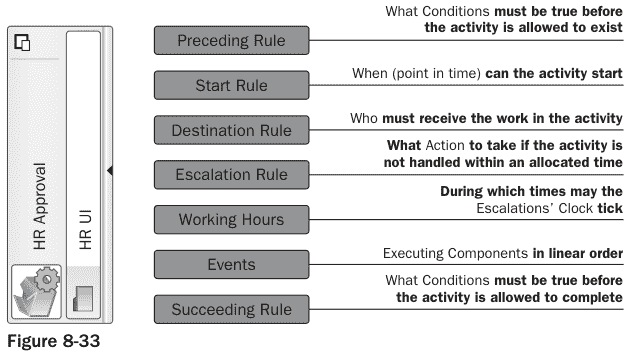 HR Approval
HR UI
Preceding Rule
What Conditions must be true before
the activity is allowed to exist
Start Rule
When (point in time) can the activity start
Destination Rule
Who must receive the work in the activity
Escalation Rule
What Action to take if the activity is
not handled within an allocated time
Working Hours
During which times may the
Escalations’ Clock tick
Events
Executing Components in linear order
Succeeding Rule
What Conditions must be true before
the activity is allowed to complete
Figure 8-33